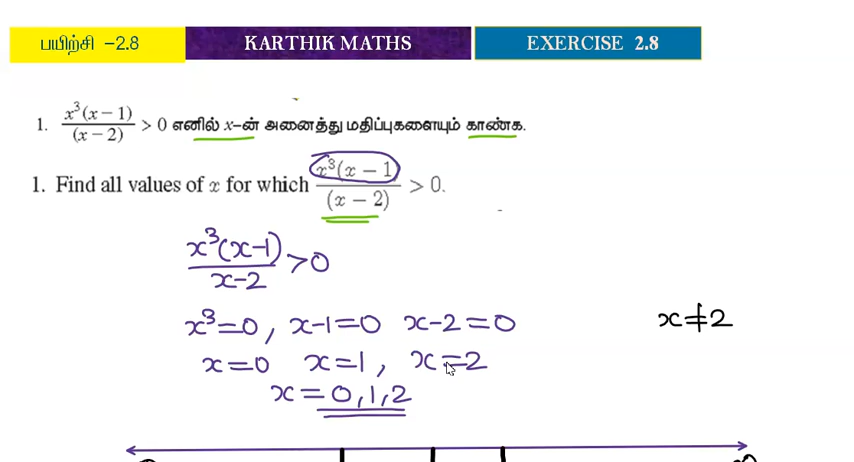 பயிற்சி -2.8 KARTHIK MATHS EXERCISE 2.8
1. x³(x − 1)/(x − 2) > 0 எனில் x-ன் அனைத்து மதிப்புகளையும் காண்க.
1. Find all values of x for which x³(x − 1)/(x − 2) > 0.
x³(x-1)/x-2 >0
x³=0, x-1=0 x-2=0 x≠2
x=0 x=1, x=2
x=0,1,2